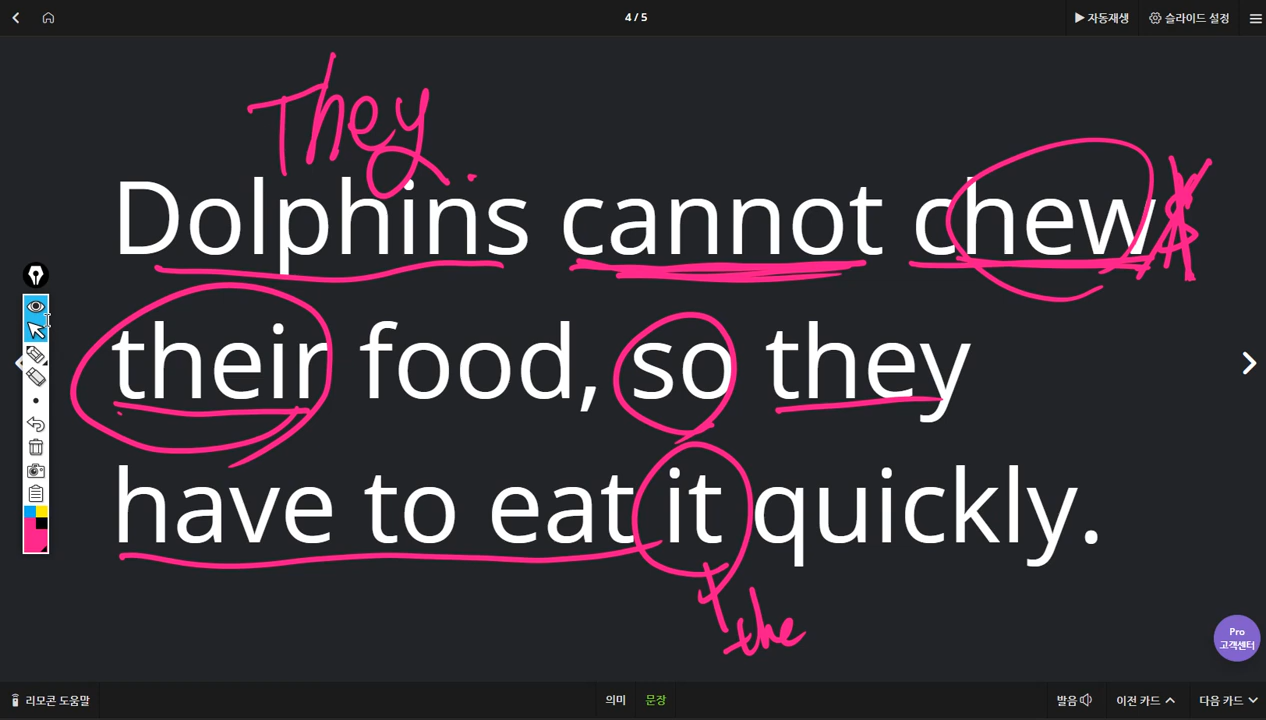 4 / 5
자동재생
슬라이드 설정
They
Dolphins cannot chew
their food, so they
have to eat it quickly.
the
Pro
고객센터
리모콘 도움말
의미
문장
발음
이전 카드
다음 카드